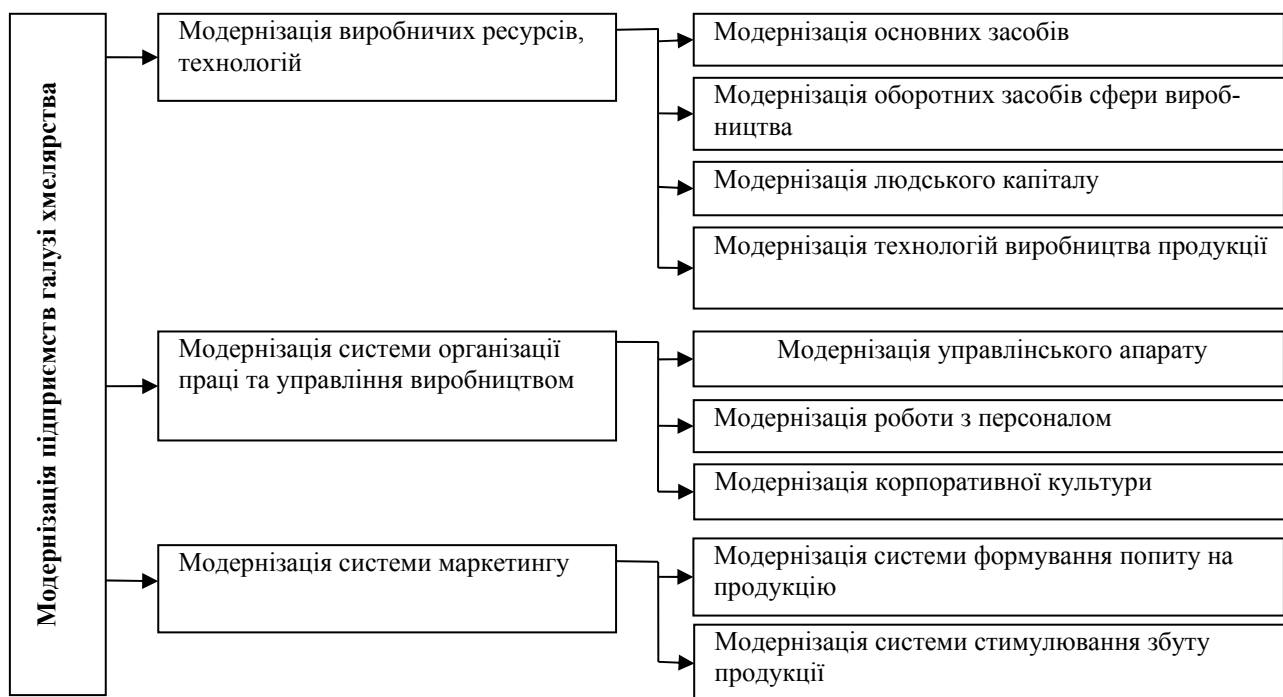 Модернізація підприємств галузі хмелярства
Модернізація виробничих ресурсів,
технологій
Модернізація основних засобів
Модернізація оборотних засобів сфери вироб-
ництва
Модернізація людського капіталу
Модернізація технологій виробництва продукції
Модернізація системи організації
праці та управління виробництвом
Модернізація управлінського апарату
Модернізація роботи з персоналом
Модернізація корпоративної культури
Модернізація системи маркетингу
Модернізація системи формування попиту на
продукцію
Модернізація системи стимулювання збуту
продукції